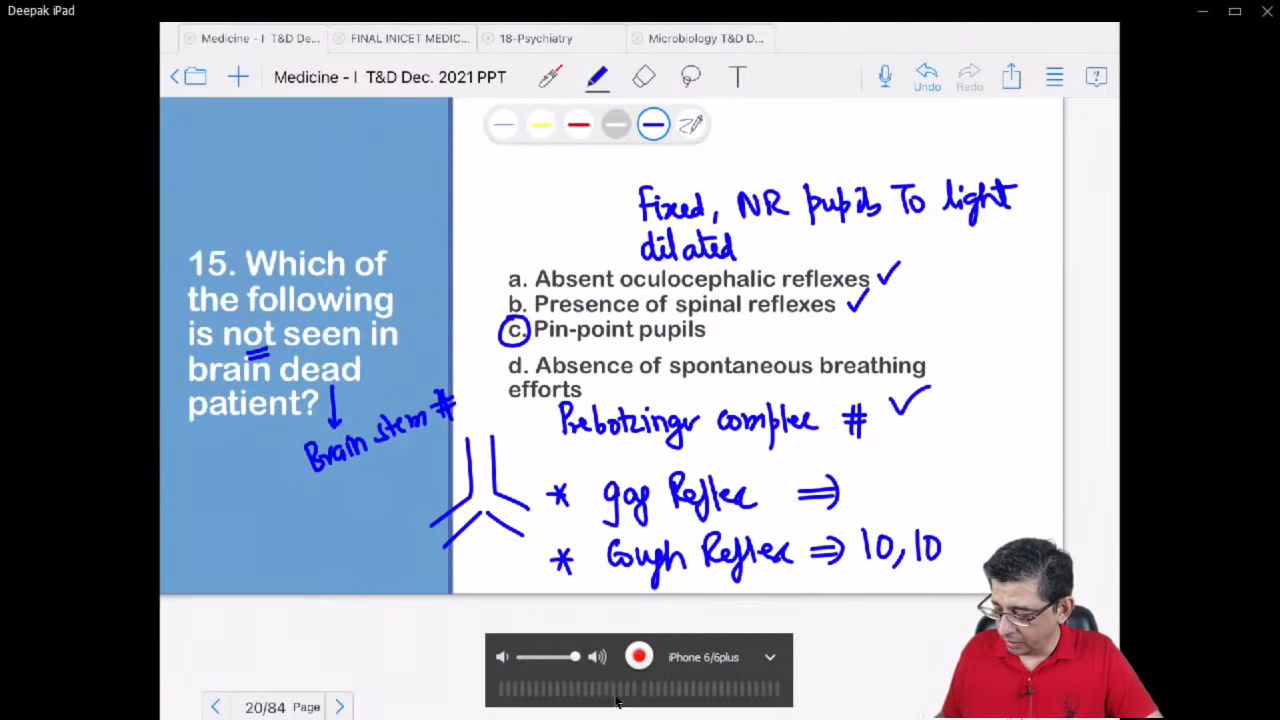 Deepak iPad
Medicine - I T&D De...
FINAL INICET MEDIC...
18-Psychiatry
Microbiology T&D D...
Medicine - I T&D Dec. 2021 PPT
Undo
Redo
Fixed, NR pupils To light
dilated
15. Which of
the following
is not seen in
brain dead
patient?
Brain stem #
a. Absent oculocephalic reflexes
b. Presence of spinal reflexes
c. Pin-point pupils
d. Absence of spontaneous breathing
efforts
Prebotzinger complex #
* gag Reflex ⇒
* Cough Reflex ⇒ 10, 10
iPhone 6/6plus
20/84 Page